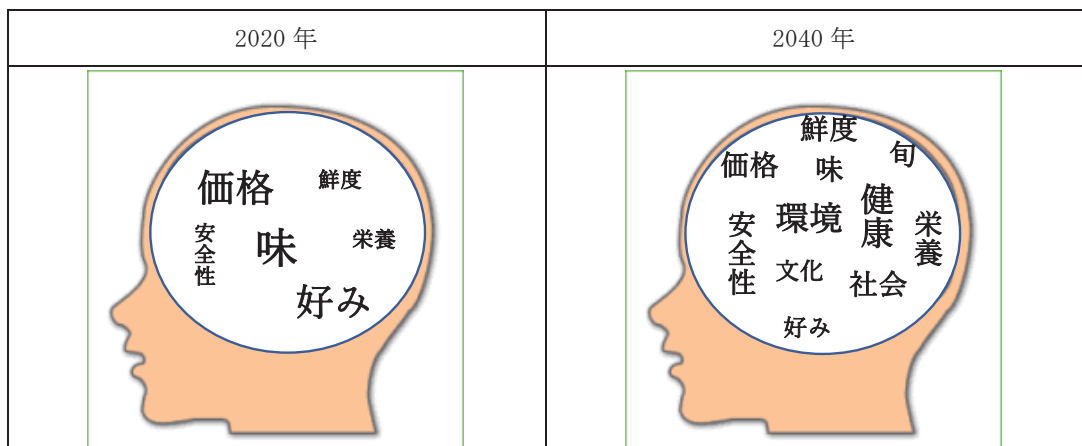 2020 年
2040 年
価格
鮮度
安全性
味
栄養
好み
鮮度
旬
価格
味
健康
環境
安全性
栄養
文化
社会
好み